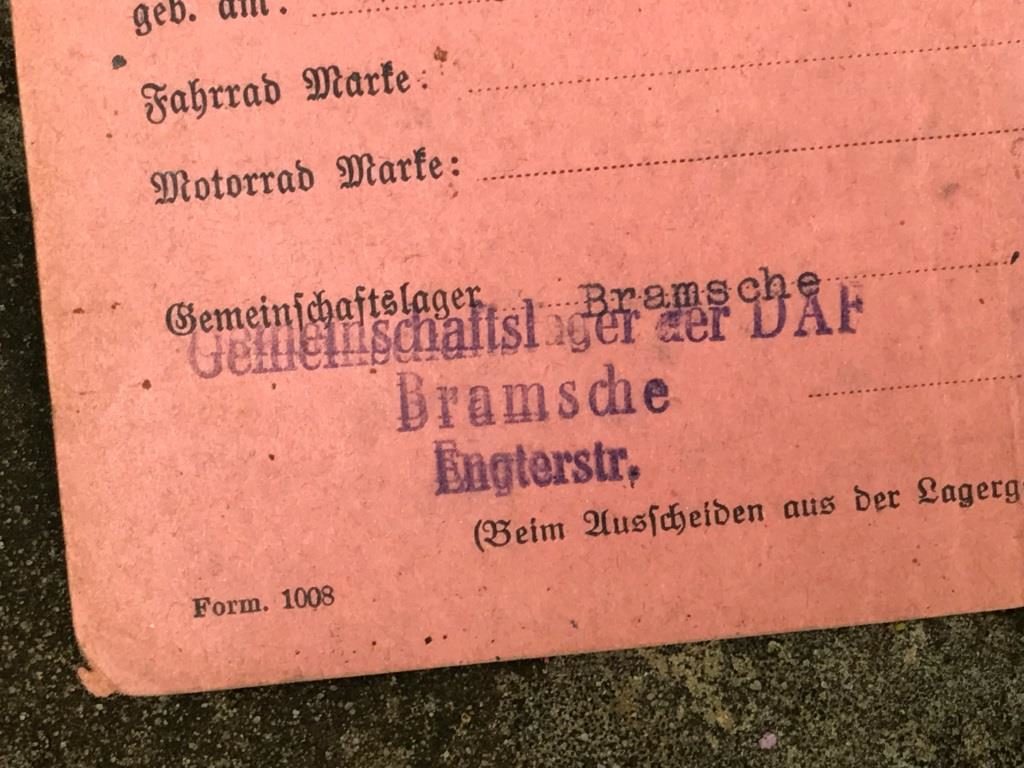 geb. am:
Fahrrad Marke:
Motorrad Marke:
Gemeinschaftslager Bramsche,
Gemeinschaftslager der DAF
Bramsche
Engterstr.
(Beim Ausscheiden aus der Lagerg
Form. 1008